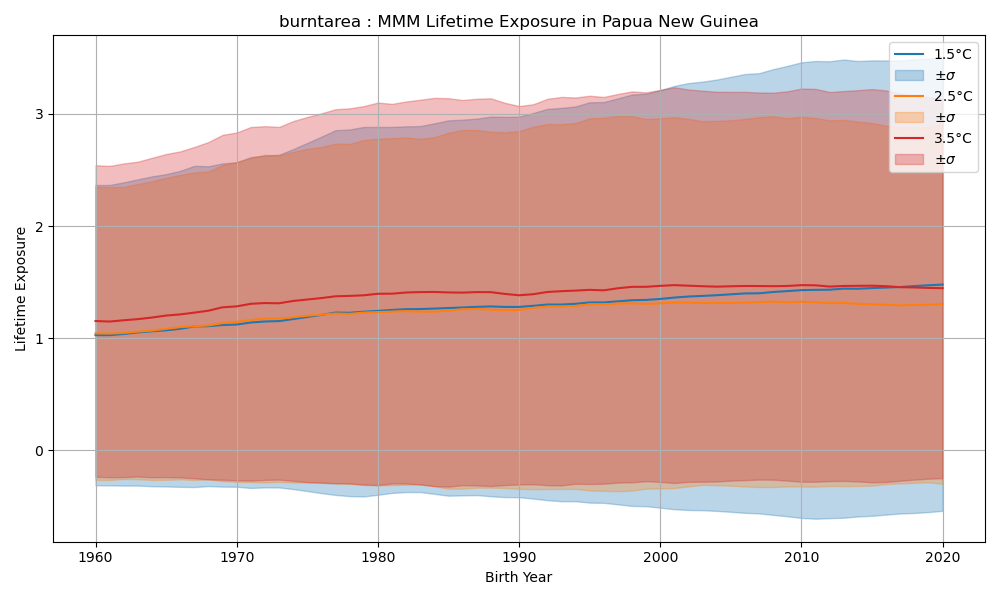 burntarea : MMM Lifetime Exposure in Papua New Guinea
Lifetime Exposure
3
2
1
0
1.5°C
±σ
2.5°C
±σ
3.5°C
±σ
1960 1970 1980 1990 2000 2010 2020
Birth Year